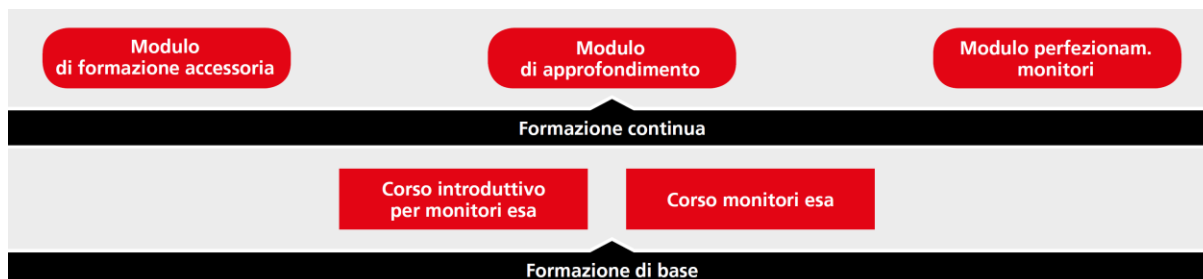 Modulo
di formazione accessoria
Modulo
di approfondimento
Modulo perfezionam.
monitori
Formazione continua
Corso introduttivo
per monitori esa
Corso monitori esa
Formazione di base